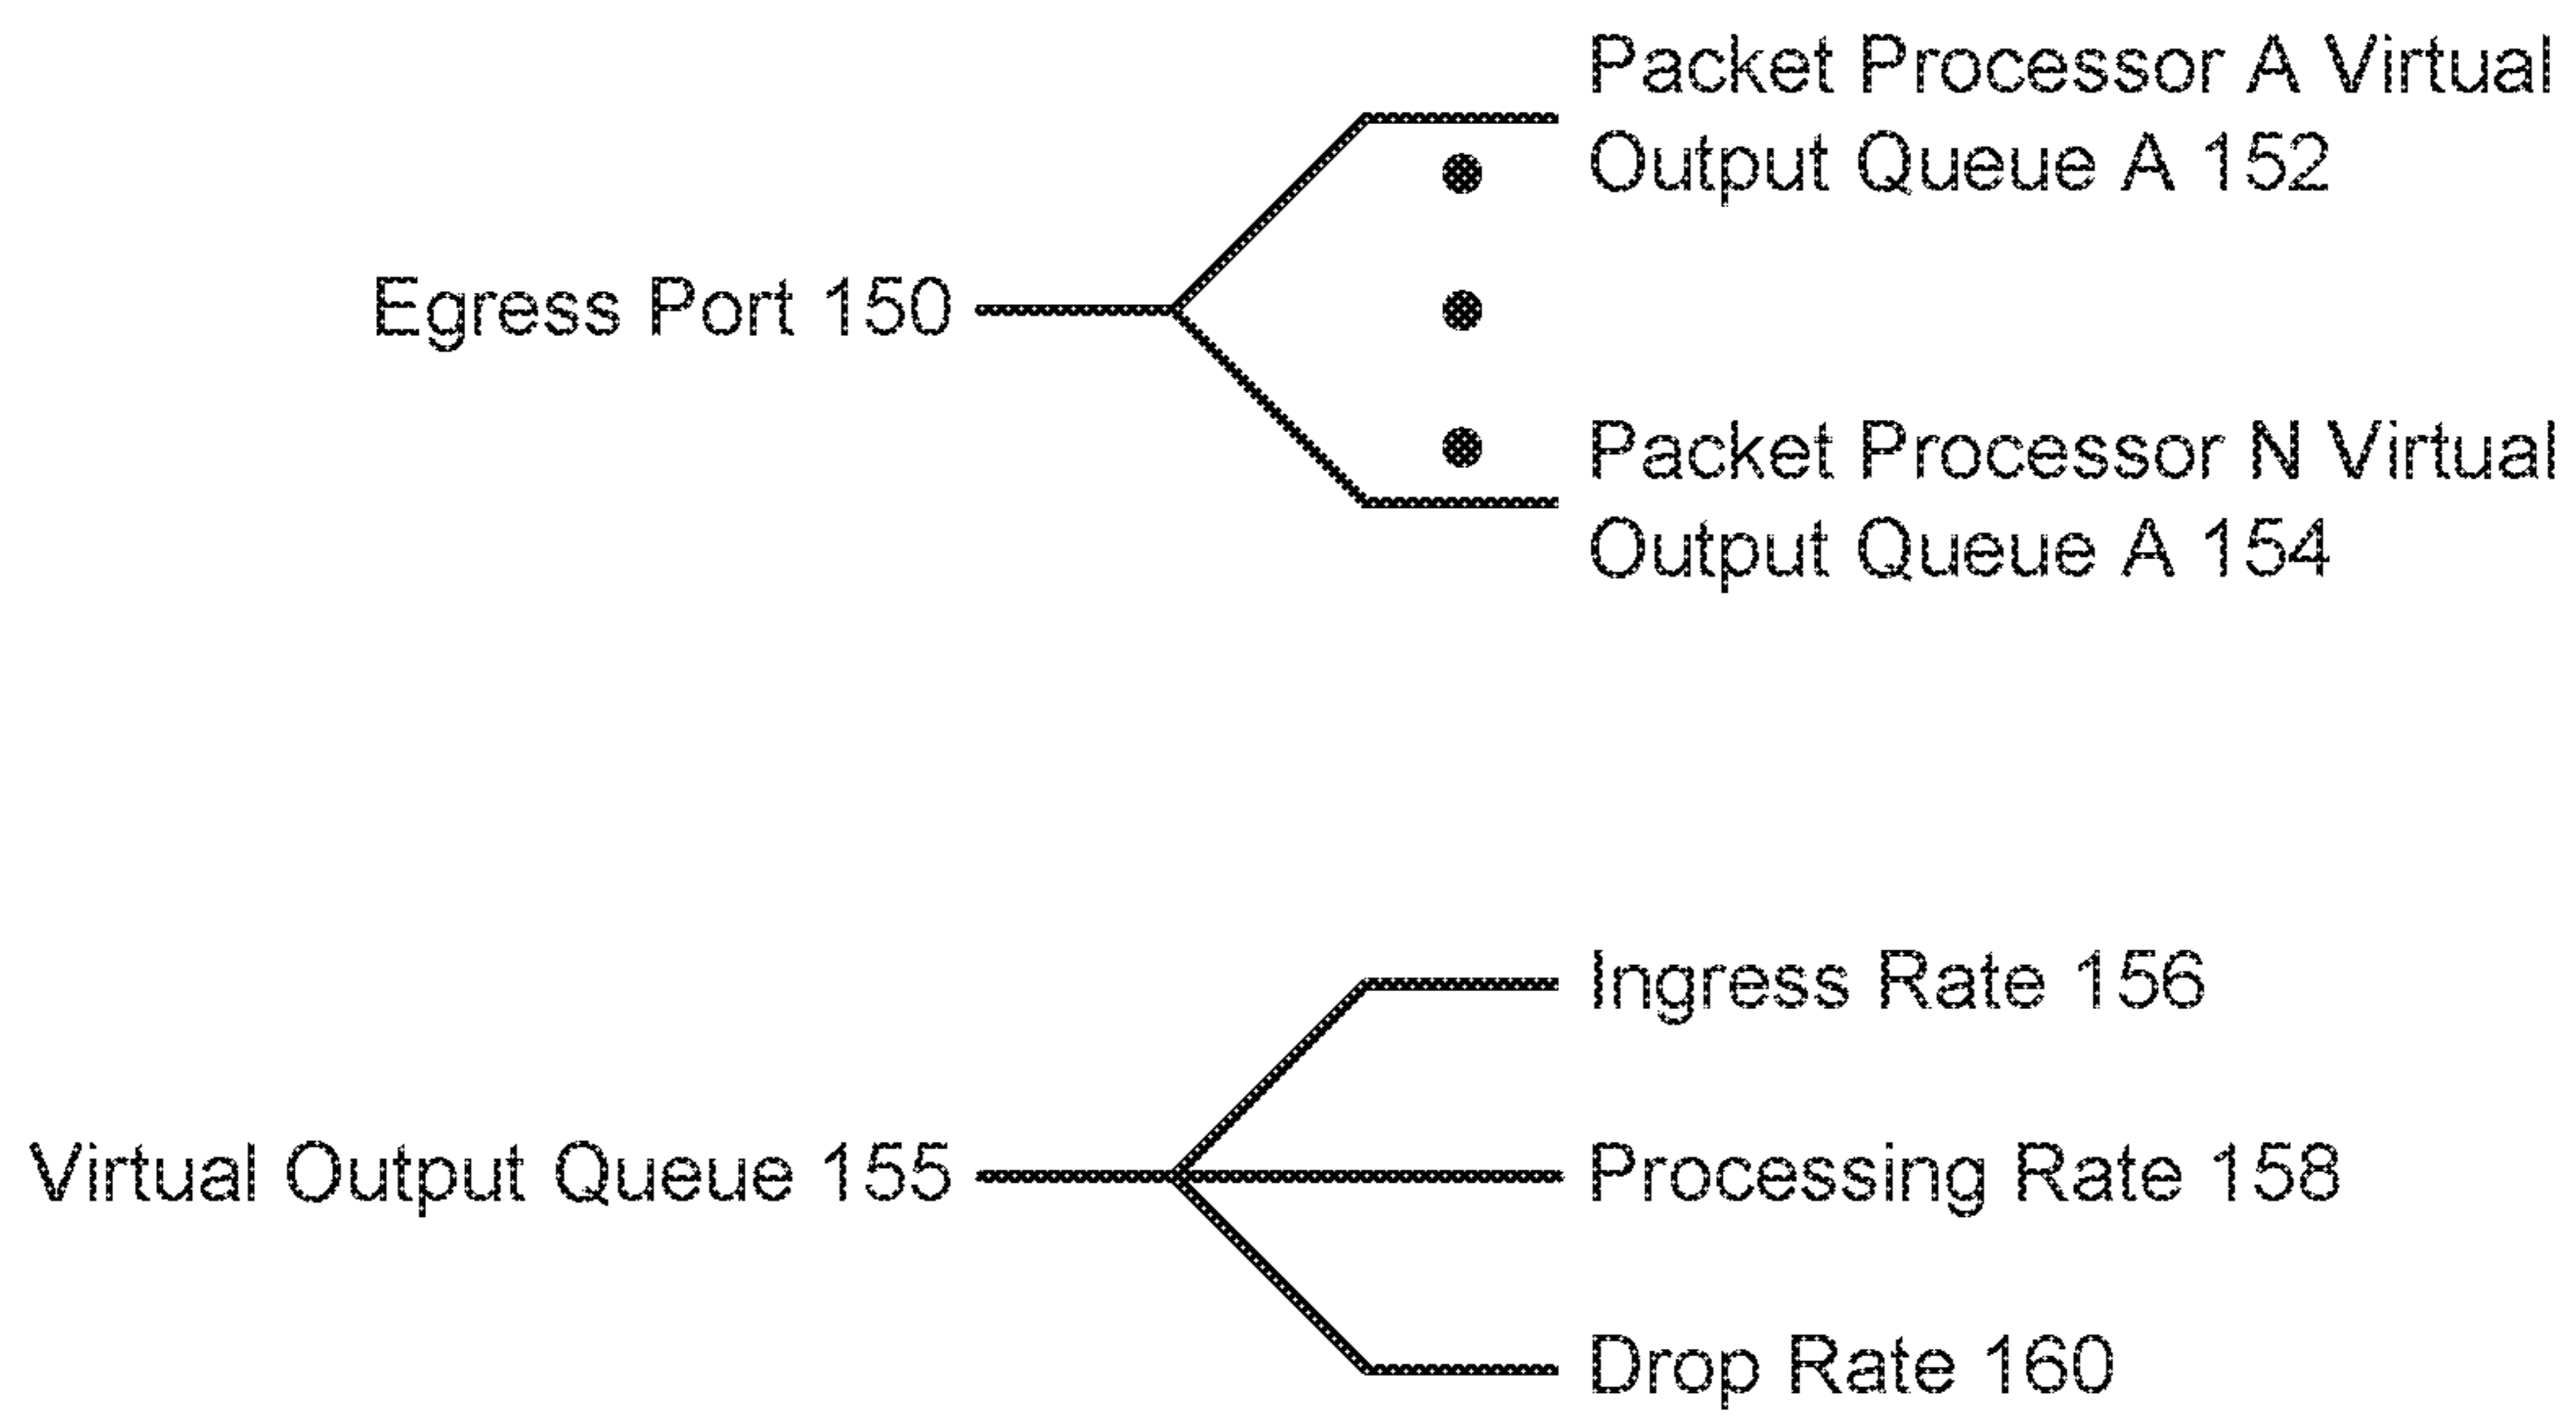 Packet Processor A Virtual
Output Queue A 152
Egress Port 150
Packet Processor N Virtual
Output Queue A 154
Ingress Rate 156
Virtual Output Queue 155
Processing Rate 158
Drop Rate 160